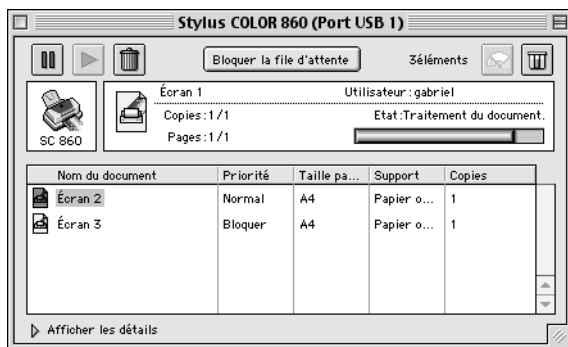 Stylus COLOR 860 (Port USB 1)
Bloquer la file d'attente
3éléments
SC 860
Écran 1
Utilisateur : gabriel
Copies : 1 /1
Etat :Traitement du document.
Pages : 1 /1
Nom du document Priorité Taille pa... Support Copies
Écran 2 Normal A4 Papier o... 1
Écran 3 Bloquer A4 Papier o... 1
Afficher les détails